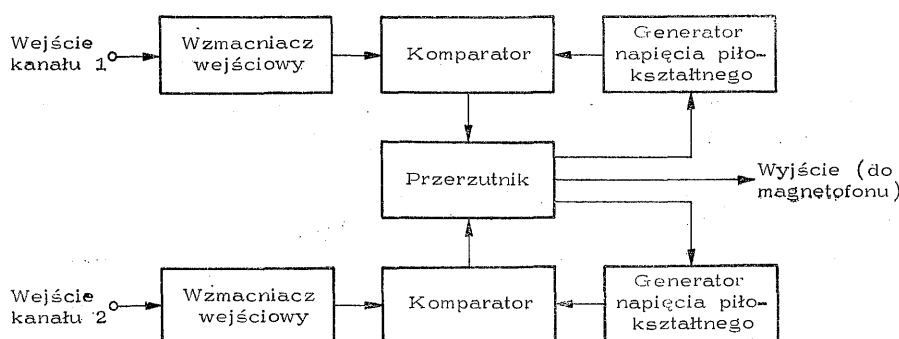 Wejście
kanału 1
Wzmacniacz
wejściowy
Komparator
Generator
napięcia piło-
kształtnego
Przerzutnik
Wyjście (do
magnetofonu)
Wejście
kanału 2
Wzmacniacz
wejściowy
Komparator
Generator
napięcia piło-
kształtnego